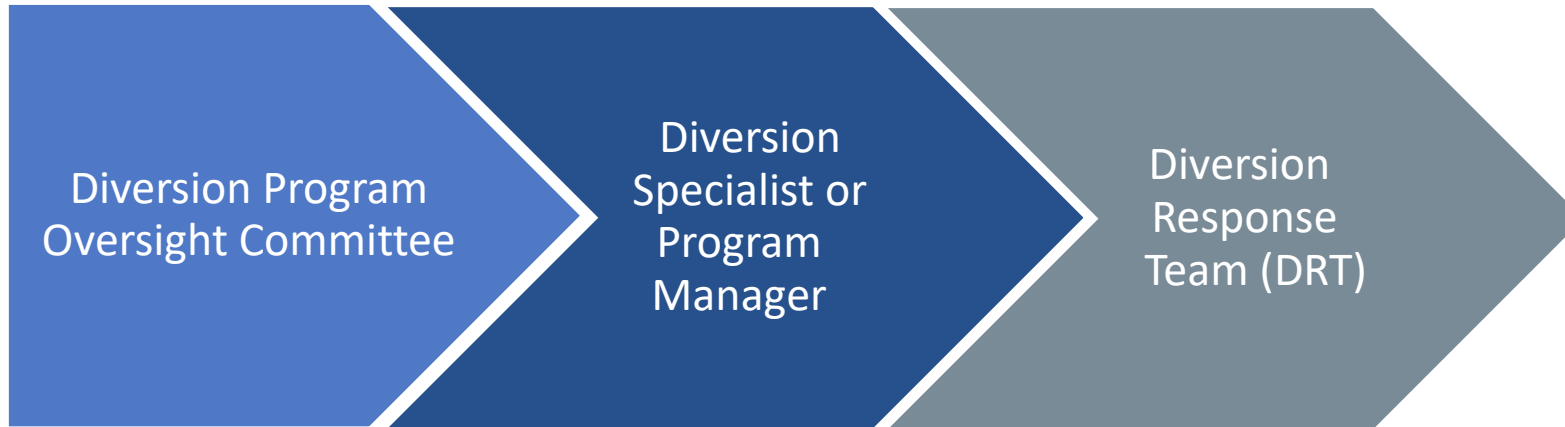 Diversion Program
Oversight Committee
Diversion
Specialist or
Program
Manager
Diversion
Response
Team (DRT)